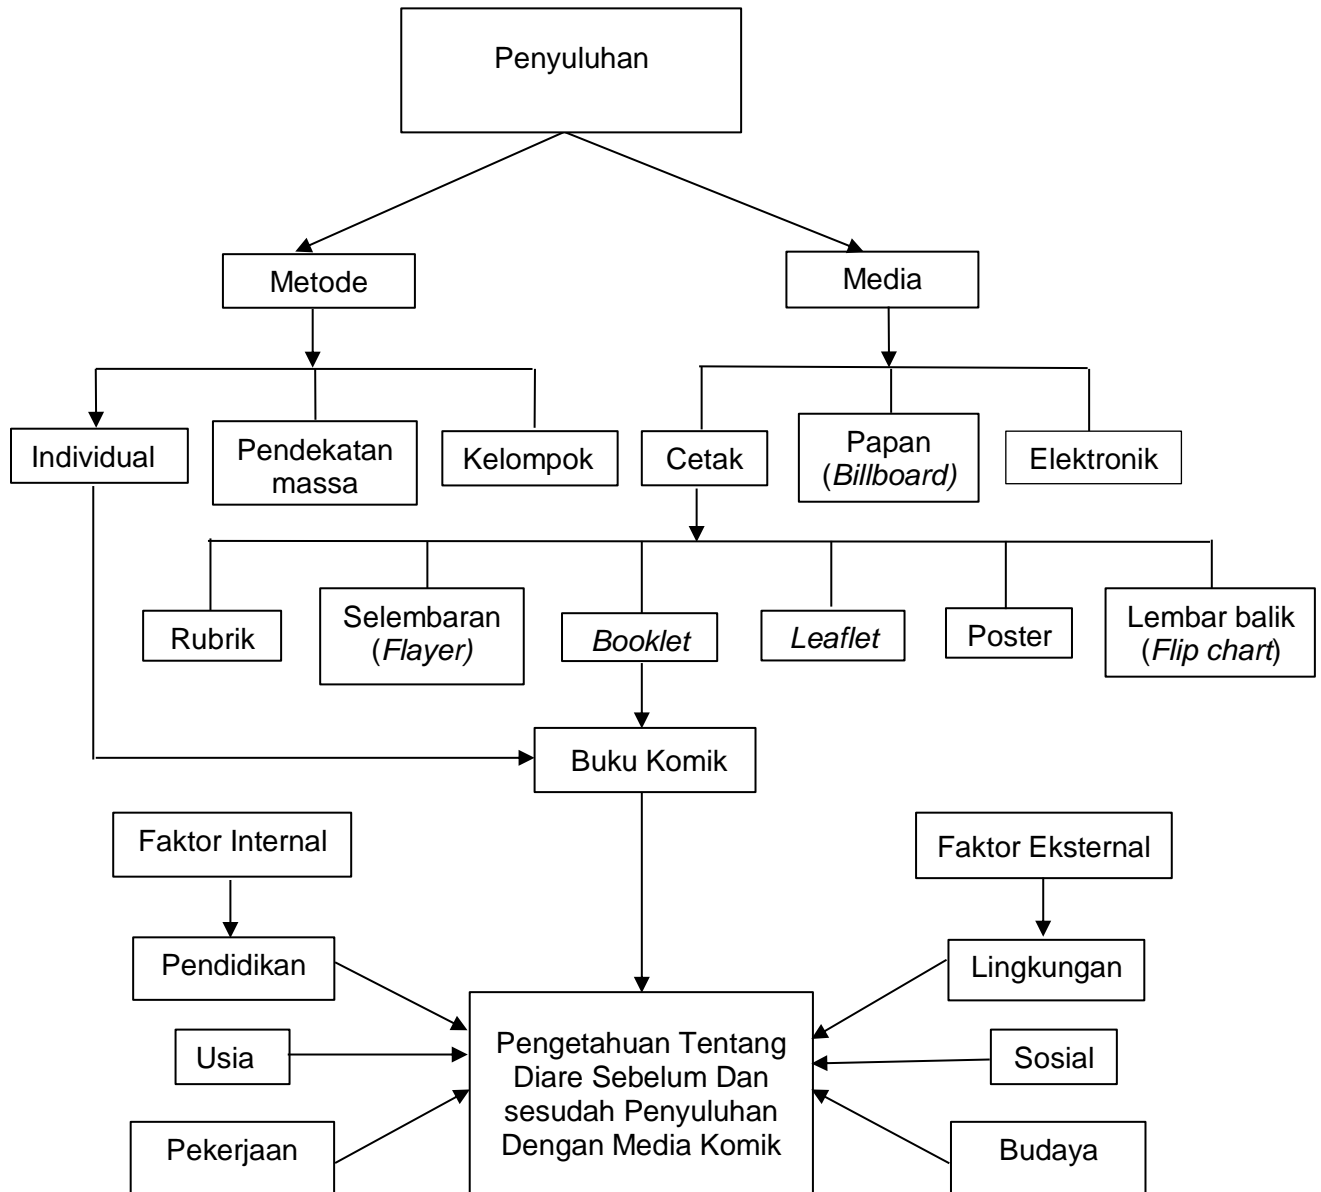 Penyuluhan
Metode
Media
Individual
Pendekatan
massa
Kelompok
Cetak
Papan
(Billboard)
Elektronik
Rubrik
Selembaran
(Flayer)
Booklet
Leaflet
Poster
Lembar balik
(Flip chart)
Buku Komik
Faktor Internal
Faktor Eksternal
Pendidikan
Lingkungan
Usia
Pengetahuan Tentang
Diare Sebelum Dan
sesudah Penyuluhan
Dengan Media Komik
Sosial
Pekerjaan
Budaya